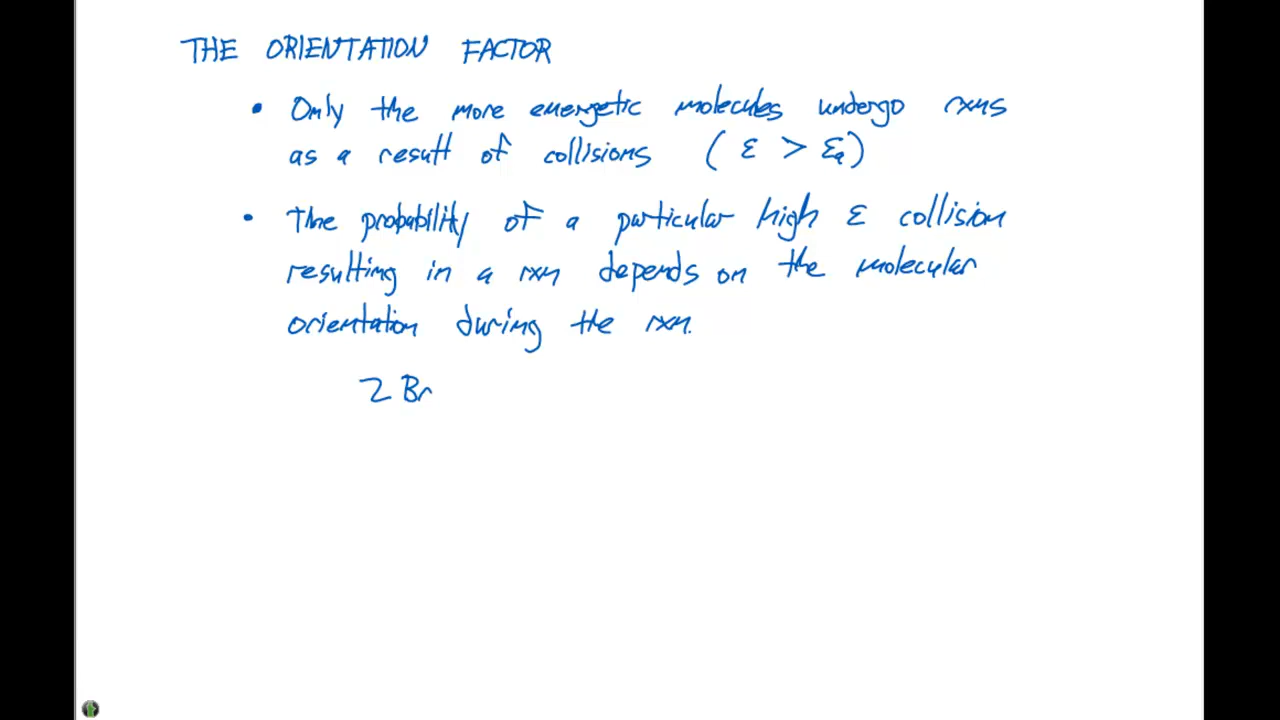 THE ORIENTATION FACTOR
• Only the more energetic molecules undergo rxns
as a result of collisions (ε > εa)
• The probability of a particular high ε collision
resulting in a rxn depends on the molecular
orientation during the rxn.
2 Br